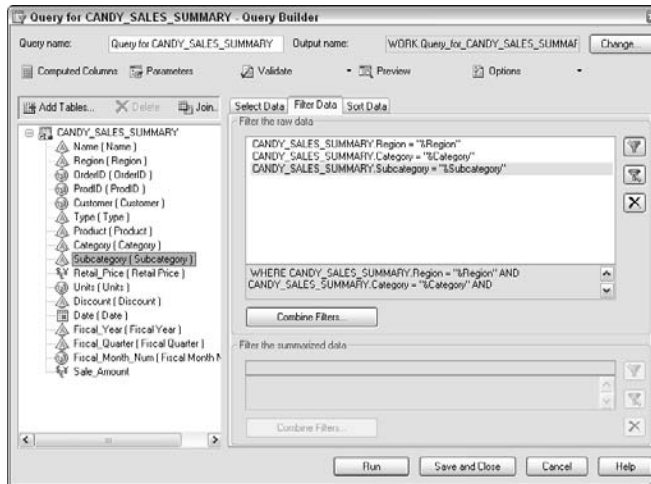 Query for CANDY_SALES_SUMMARY - Query Builder
Query name: Query for CANDY_SALES_SUMMARY Output name: WORK.Query_for_CANDY_SALES_SUMMAF Change...
Computed Columns Parameters Validate Preview Options
Add Tables... Delete Join..
Select Data Filter Data Sort Data
CANDY_SALES_SUMMARY
Name ( Name )
Region ( Region )
OrderID ( OrderID )
ProdID ( ProdID )
Customer ( Customer )
Type ( Type )
Product ( Product )
Category ( Category )
Subcategory ( Subcategory )
Retail_Price ( Retail Price )
Units ( Units )
Discount ( Discount )
Date ( Date )
Fiscal_Year ( Fiscal Year )
Fiscal_Quarter ( Fiscal Quarter )
Fiscal_Month_Num ( Fiscal Month N
Sale_Amount
Filter the raw data
CANDY_SALES_SUMMARY.Region = "&Region"
CANDY_SALES_SUMMARY.Category = "&Category"
CANDY_SALES_SUMMARY.Subcategory = "&Subcategory"
WHERE CANDY_SALES_SUMMARY.Region = "&Region" AND
CANDY_SALES_SUMMARY.Category = "&Category" AND
Combine Filters...
Filter the summarized data
Combine Filters...
Run Save and Close Cancel Help